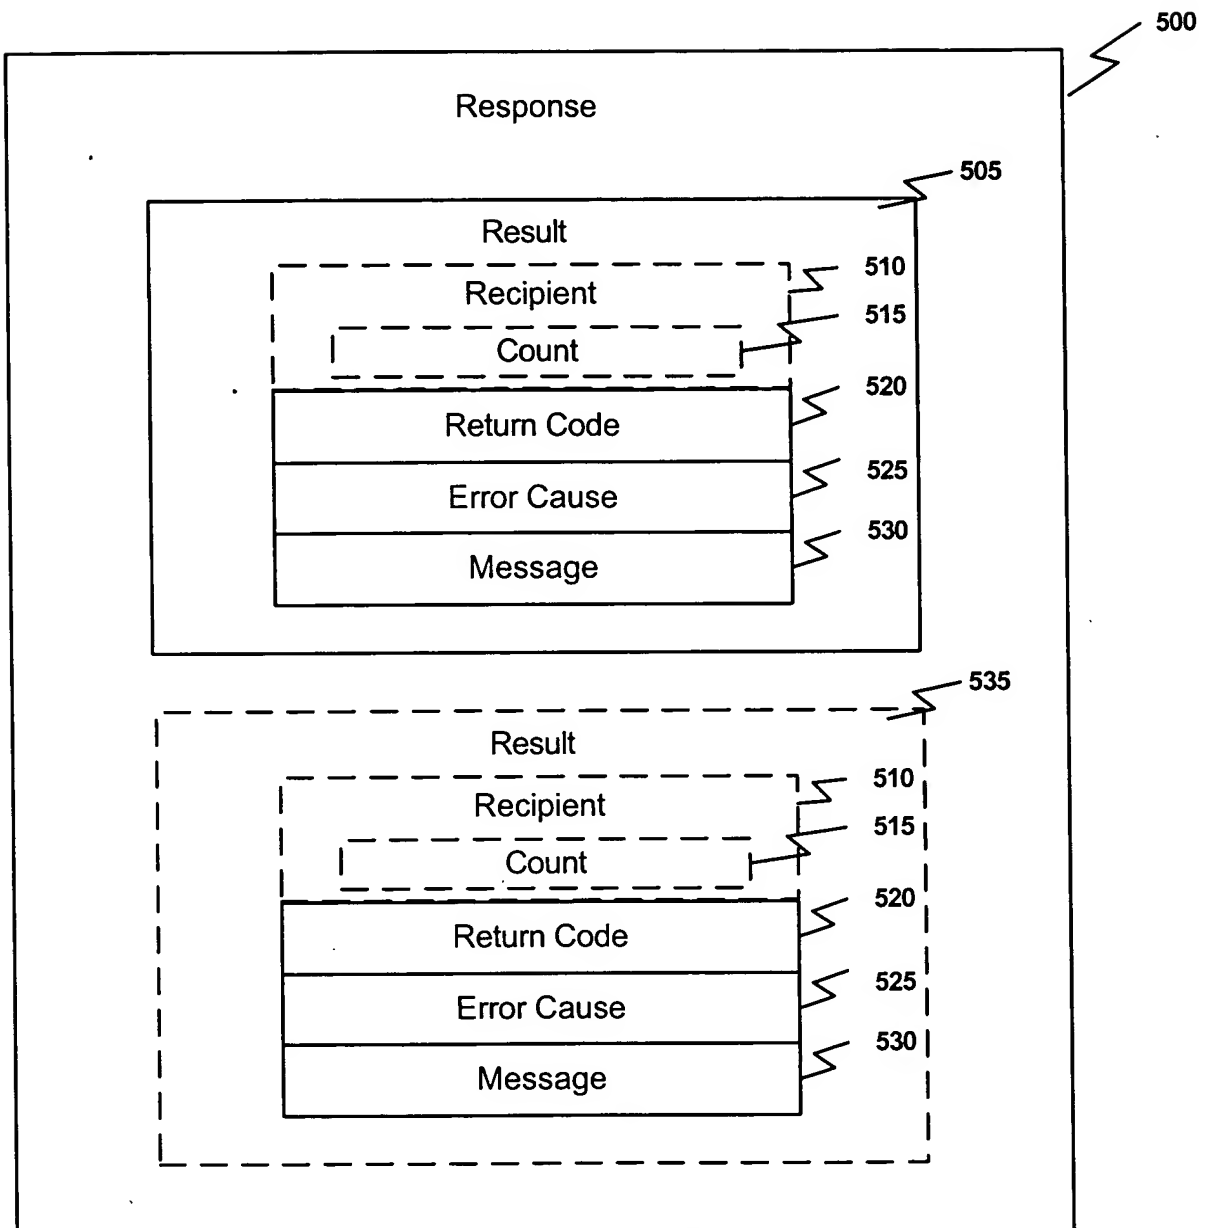 500
Response
505
Result
510
Recipient
515
Count
520
Return Code
525
Error Cause
530
Message
535
Result
510
Recipient
515
Count
520
Return Code
525
Error Cause
530
Message